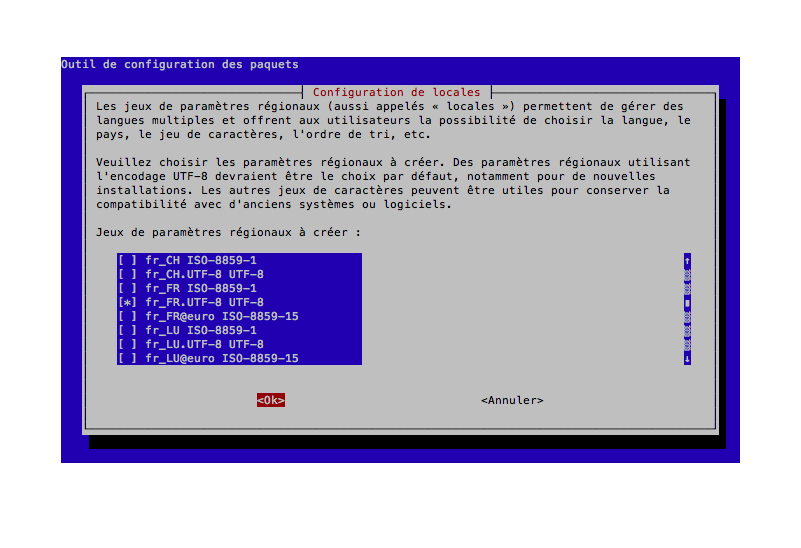 Outil de configuration des paquets
Configuration de locales
Les jeux de paramètres régionaux (aussi appelés « locales ») permettent de gérer des
langues multiples et offrent aux utilisateurs la possibilité de choisir la langue, le
pays, le jeu de caractères, l'ordre de tri, etc.
Veuillez choisir les paramètres régionaux à créer. Des paramètres régionaux utilisant
l'encodage UTF-8 devraient être le choix par défaut, notamment pour de nouvelles
installations. Les autres jeux de caractères peuvent être utiles pour conserver la
compatibilité avec d'anciens systèmes ou logiciels.
Jeux de paramètres régionaux à créer :
[ ] fr_CH ISO-8859-1
[ ] fr_CH.UTF-8 UTF-8
[ ] fr_FR ISO-8859-1
[*] fr_FR.UTF-8 UTF-8
[ ] fr_FR@euro ISO-8859-15
[ ] fr_LU ISO-8859-1
[ ] fr_LU.UTF-8 UTF-8
[ ] fr_LU@euro ISO-8859-15
<Ok> <Annuler>